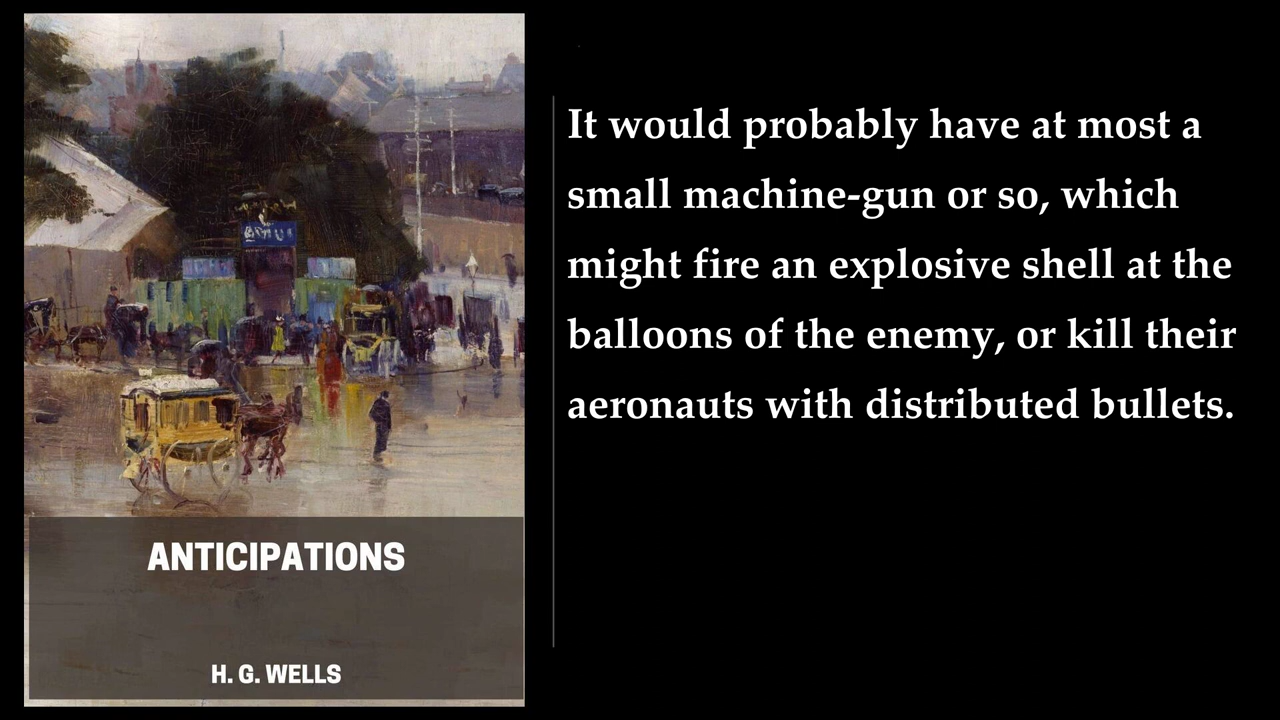 ANTICIPATIONS
H. G. WELLS
It would probably have at most a
small machine-gun or so, which
might fire an explosive shell at the
balloons of the enemy, or kill their
aeronauts with distributed bullets.